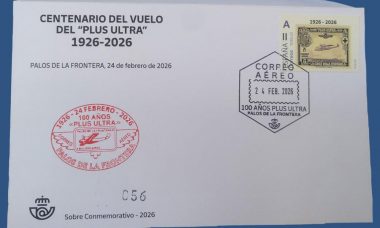 CENTENARIO DEL VUELO
DEL "PLUS ULTRA"
1926-2026
PALOS DE LA FRONTERA, 24 de febrero de 2026
A
1926 - 2026
CORREO
AÉREO
24 FEB. 2026
100 AÑOS PLUS ULTRA
PALOS DE LA FRONTERA
1926 - 24 FEBRERO - 2026
100 AÑOS
«PLUS ULTRA»
PALOS DE LA FRONTERA
056
Sobre Conmemorativo - 2026